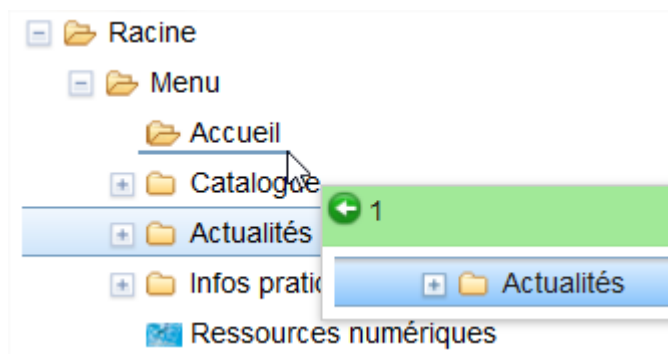 Racine
Menu
Accueil
Catalogue
1
Actualités
Actualités
Infos pratic
Ressources numériques